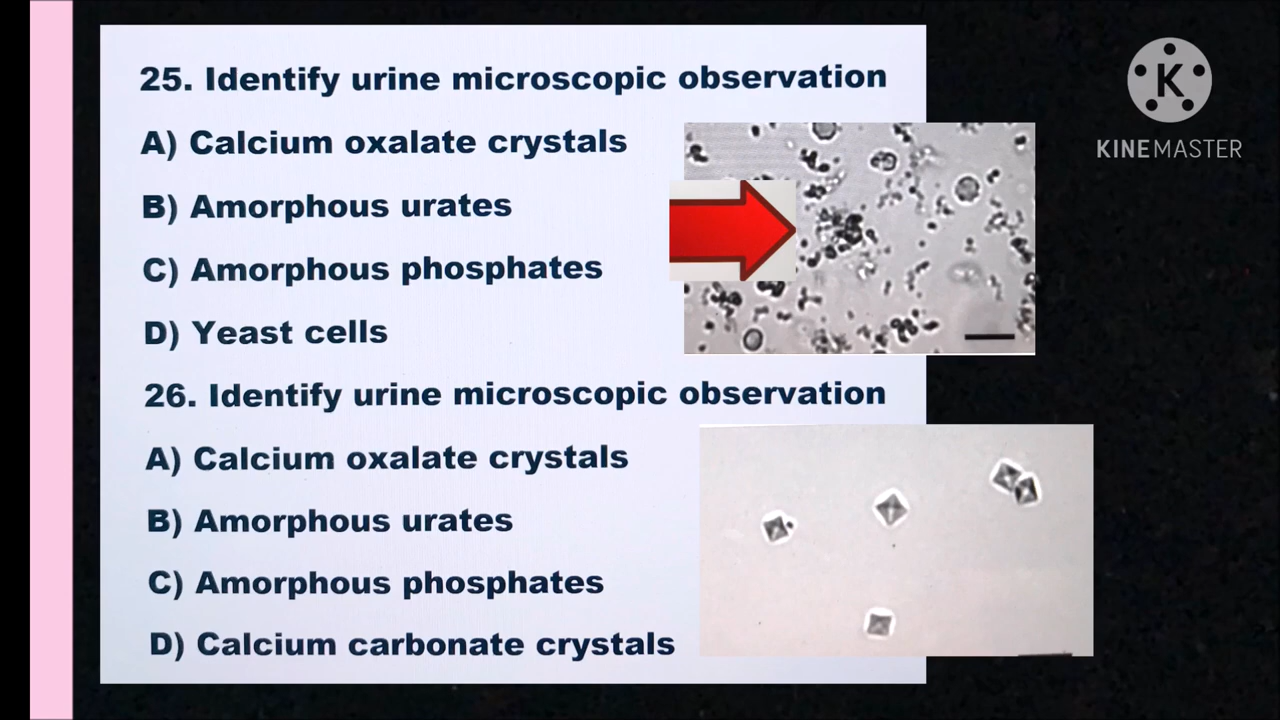 25. Identify urine microscopic observation
A) Calcium oxalate crystals
B) Amorphous urates
C) Amorphous phosphates
D) Yeast cells
26. Identify urine microscopic observation
A) Calcium oxalate crystals
B) Amorphous urates
C) Amorphous phosphates
D) Calcium carbonate crystals
K
KINEMASTER